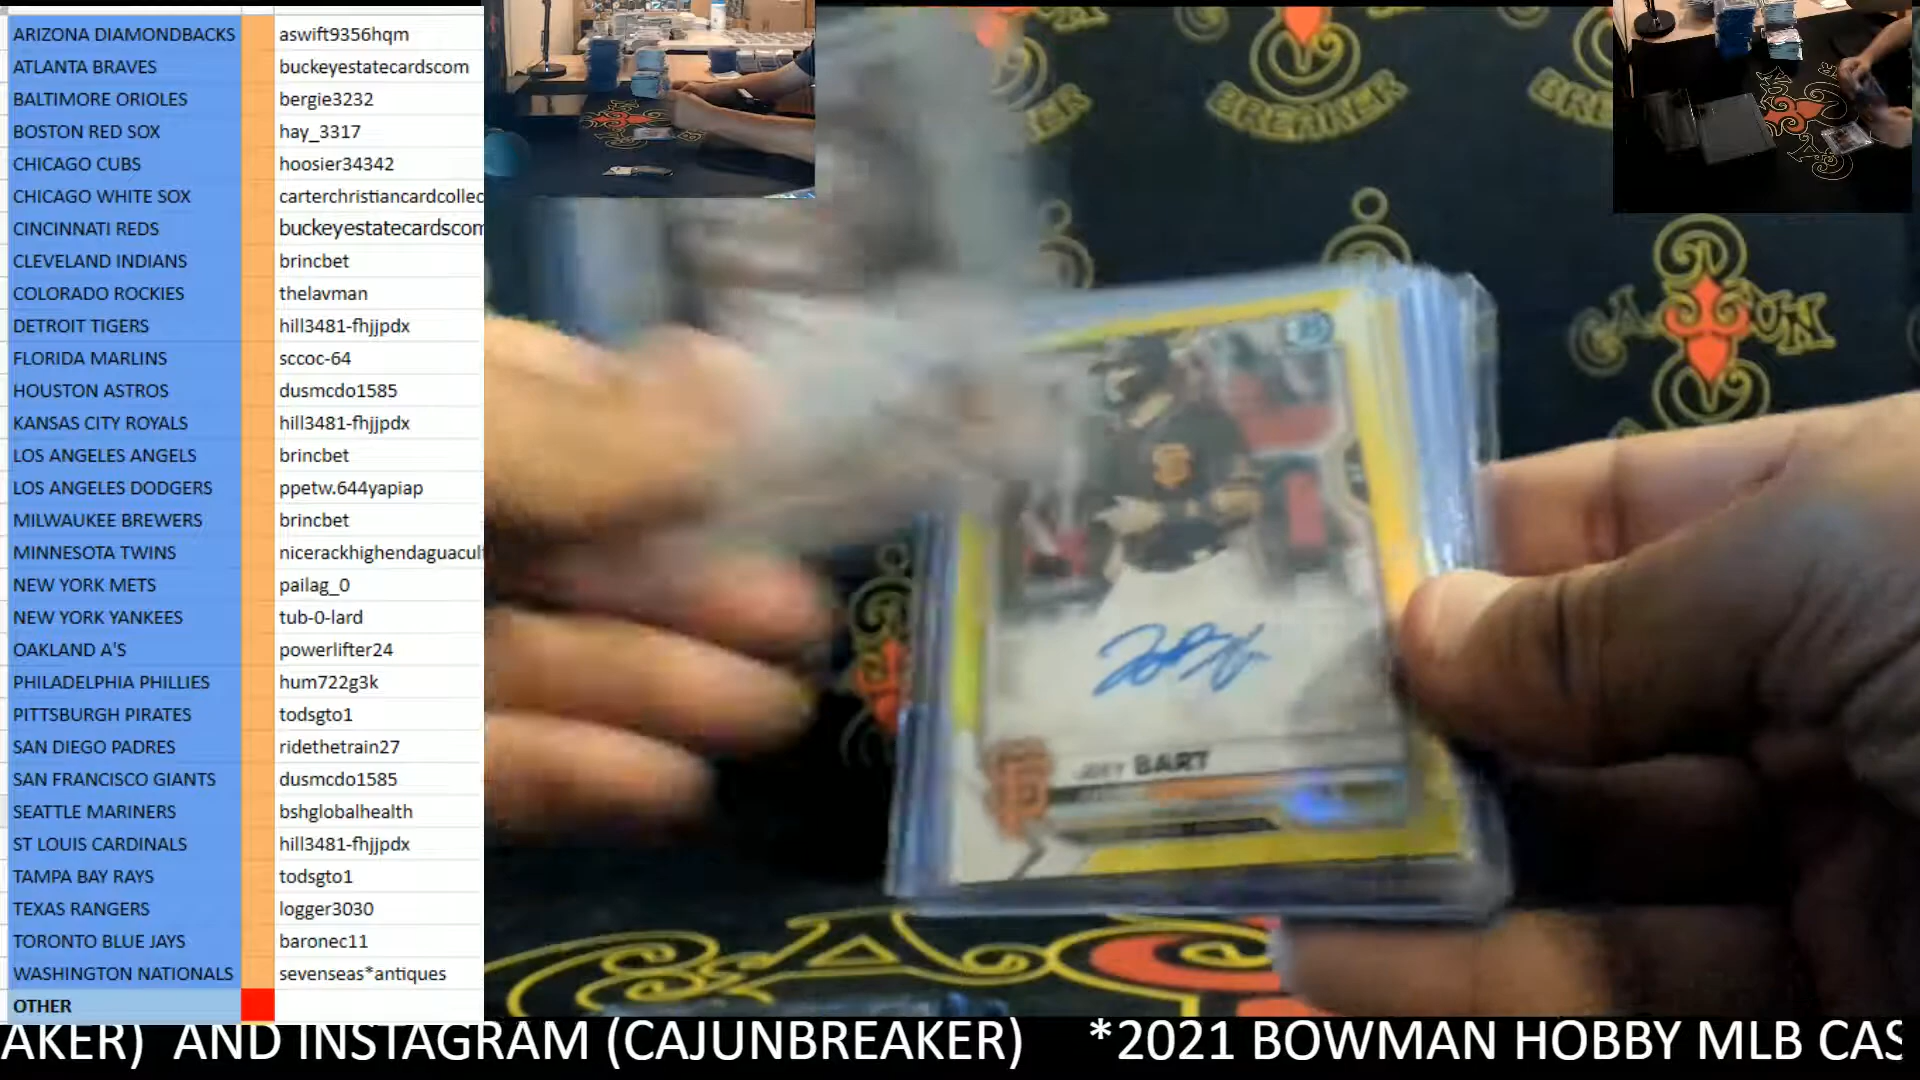 ARIZONA DIAMONDBACKS aswift9356hqm
ATLANTA BRAVES buckeyestatecardscom
BALTIMORE ORIOLES bergie3232
BOSTON RED SOX hay_3317
CHICAGO CUBS hoosier34342
CHICAGO WHITE SOX carterchristiancardcollec
CINCINNATI REDS buckeyestatecardscom
CLEVELAND INDIANS brincbet
COLORADO ROCKIES thelavman
DETROIT TIGERS hill3481-fhjjpdx
FLORIDA MARLINS sccoc-64
HOUSTON ASTROS dusmcdo1585
KANSAS CITY ROYALS hill3481-fhjjpdx
LOS ANGELES ANGELS brincbet
LOS ANGELES DODGERS ppetw.644yapiap
MILWAUKEE BREWERS brincbet
MINNESOTA TWINS nicerackhighendaguacul
NEW YORK METS pailag_0
NEW YORK YANKEES tub-0-lard
OAKLAND A'S powerlifter24
PHILADELPHIA PHILLIES hum722g3k
PITTSBURGH PIRATES todsgto1
SAN DIEGO PADRES ridethetrain27
SAN FRANCISCO GIANTS dusmcdo1585
SEATTLE MARINERS bshglobalhealth
ST LOUIS CARDINALS hill3481-fhjjpdx
TAMPA BAY RAYS todsgto1
TEXAS RANGERS logger3030
TORONTO BLUE JAYS baronec11
WASHINGTON NATIONALS sevenseas*antiques
OTHER
BREAKER
SF
JOEY BART
AKER) AND INSTAGRAM (CAJUNBREAKER) *2021 BOWMAN HOBBY MLB CAS